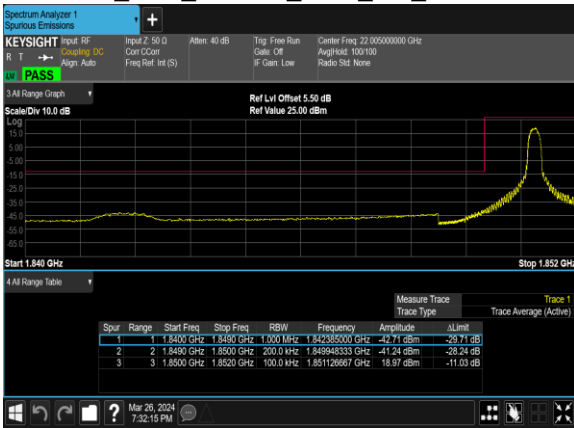 Spectrum Analyzer 1
Spurious Emissions
+
KEYSIGHT Input: RF Input Z: 50 Ω Atten: 40 dB Trig: Free Run Center Freq: 22.005000000 GHz
R T Coupling: DC Corr CCorr Gate: Off Avg|Hold: 100/100
Align: Auto Freq Ref: Int (S) IF Gain: Low Radio Std: None
PASS
3 All Range Graph
Ref Lvl Offset 5.50 dB
Scale/Div 10.0 dB Ref Value 25.00 dBm
Log
15.0
5.00
-5.00
-15.0
-25.0
-35.0
-45.0
-55.0
-65.0
Start 1.840 GHz Stop 1.852 GHz
4 All Range Table
Measure Trace Trace 1
Trace Type Trace Average (Active)
Spur Range Start Freq Stop Freq RBW Frequency Amplitude ΔLimit
1 1 1.8400 GHz 1.8490 GHz 1.000 MHz 1.842385000 GHz -42.71 dBm -29.71 dB
2 2 1.8490 GHz 1.8500 GHz 200.0 kHz 1.849948333 GHz -41.24 dBm -28.24 dB
3 3 1.8500 GHz 1.8520 GHz 100.0 kHz 1.851126667 GHz 18.97 dBm -11.03 dB
? Mar 26, 2024
7:32:15 PM